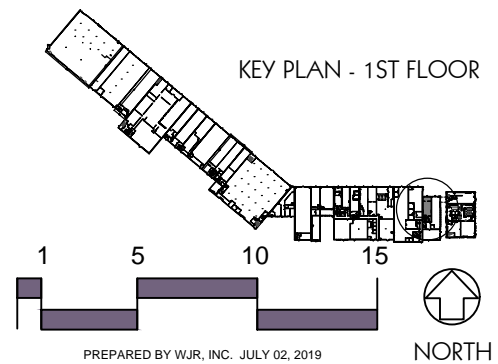 KEY PLAN - 1ST FLOOR
1 5 10 15
PREPARED BY WJR, INC. JULY 02, 2019
NORTH